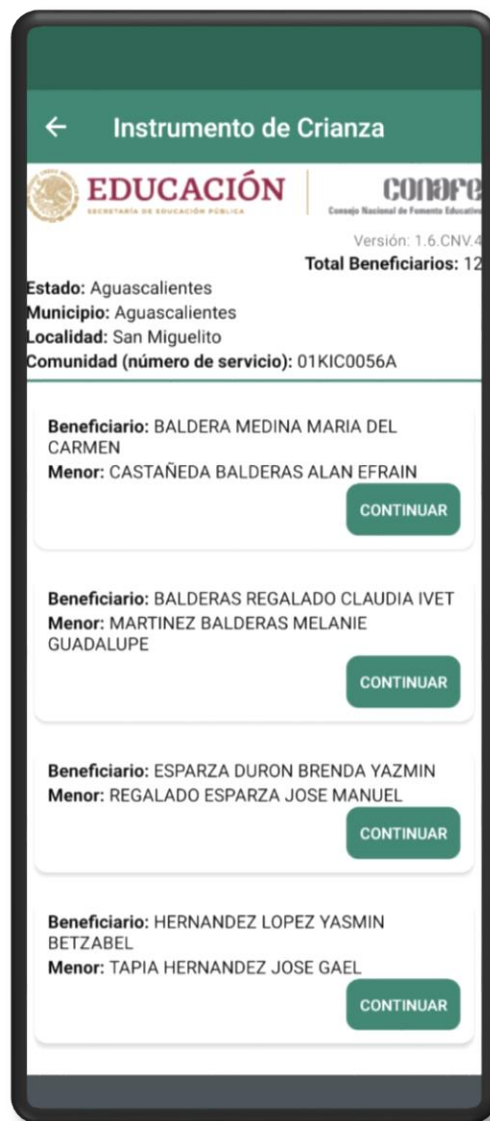 Instrumento de Crianza
EDUCACIÓN
SECRETARÍA DE EDUCACIÓN PÚBLICA
conafe
Consejo Nacional de Fomento Educativo
Versión: 1.6.CNV.4
Total Beneficiarios: 12
Estado: Aguascalientes
Municipio: Aguascalientes
Localidad: San Miguelito
Comunidad (número de servicio): 01KIC0056A
Beneficiario: BALDERA MEDINA MARIA DEL
CARMEN
Menor: CASTAÑEDA BALDERAS ALAN EFRAIN
CONTINUAR
Beneficiario: BALDERAS REGALADO CLAUDIA IVET
Menor: MARTINEZ BALDERAS MELANIE
GUADALUPE
CONTINUAR
Beneficiario: ESPARZA DURON BRENDA YAZMIN
Menor: REGALADO ESPARZA JOSE MANUEL
CONTINUAR
Beneficiario: HERNANDEZ LOPEZ YASMIN
BETZABEL
Menor: TAPIA HERNANDEZ JOSE GAEL
CONTINUAR